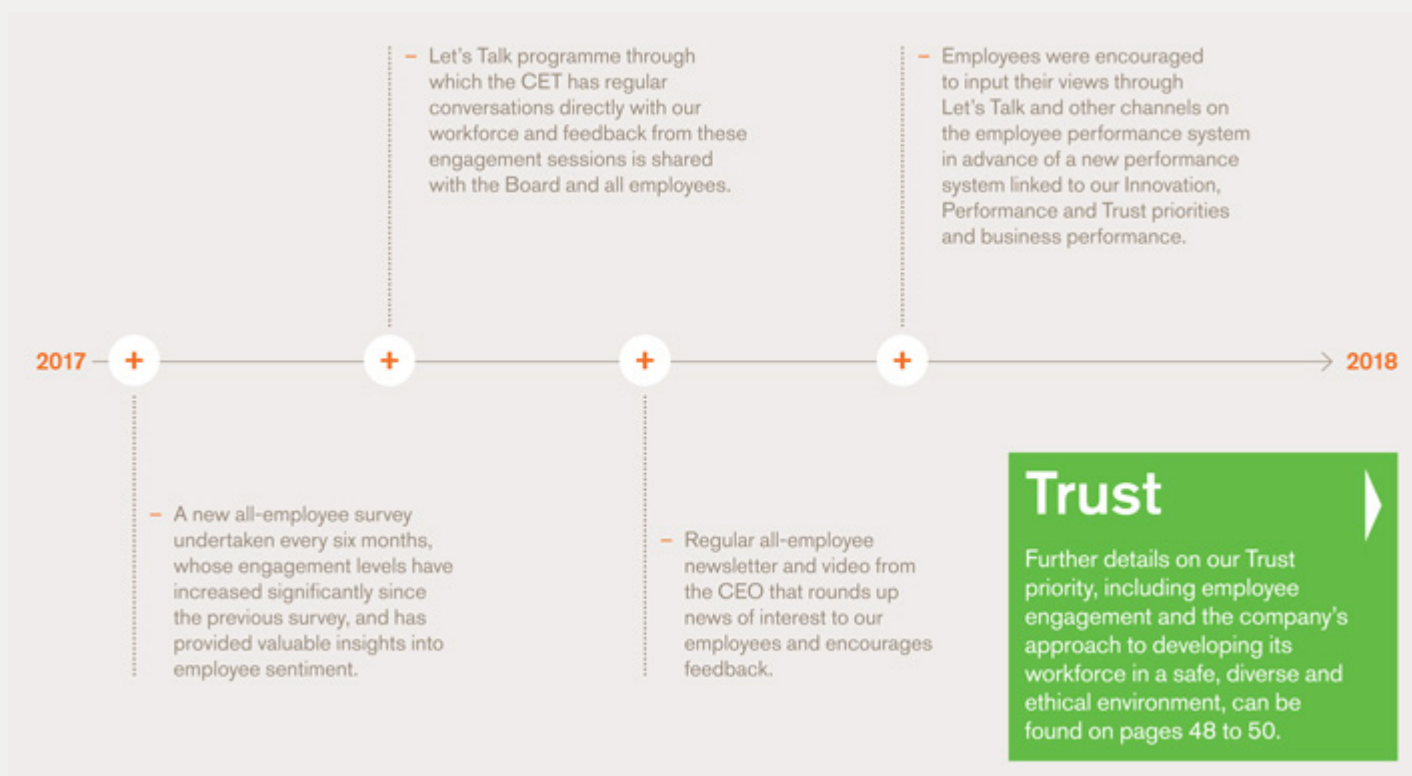 – Let's Talk programme through
which the CET has regular
conversations directly with our
workforce and feedback from these
engagement sessions is shared
with the Board and all employees.
– Employees were encouraged
to input their views through
Let's Talk and other channels on
the employee performance system
in advance of a new performance
system linked to our Innovation,
Performance and Trust priorities
and business performance.
2017 + + + + 2018
– A new all-employee survey
undertaken every six months,
whose engagement levels have
increased significantly since
the previous survey, and has
provided valuable insights into
employee sentiment.
– Regular all-employee
newsletter and video from
the CEO that rounds up
news of interest to our
employees and encourages
feedback.
Trust
Further details on our Trust
priority, including employee
engagement and the company's
approach to developing its
workforce in a safe, diverse and
ethical environment, can be
found on pages 48 to 50.